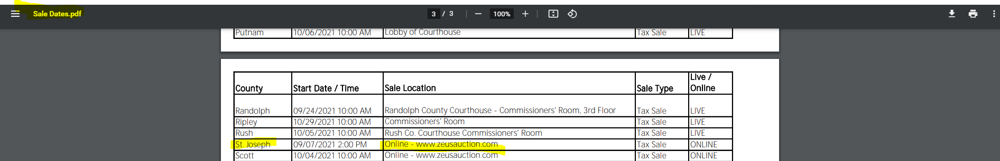 Sale Dates.pdf 3 / 3 100%
Putnam 10/06/2021 10:00 AM Lobby of Courthouse Tax Sale LIVE
County Start Date / Time Sale Location Sale Type Live / Online
Randolph 09/24/2021 10:00 AM Randolph County Courthouse - Commissioners' Room, 3rd Floor Tax Sale LIVE
Ripley 10/29/2021 10:00 AM Commissioners' Room Tax Sale LIVE
Rush 10/05/2021 10:00 AM Rush Co. Courthouse Commissioners' Room Tax Sale LIVE
St. Joseph 09/07/2021 2:00 PM Online - www.zeusauction.com Tax Sale ONLINE
Scott 10/04/2021 10:00 AM Online - www.zeusauction.com Tax Sale ONLINE